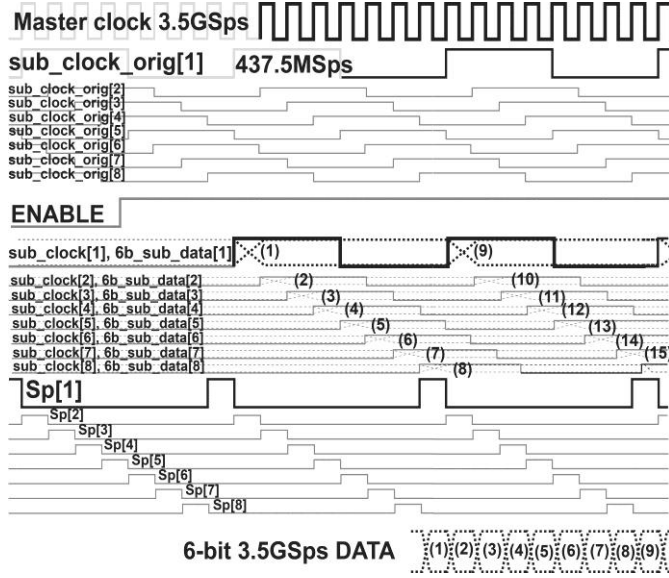 Master clock 3.5GSps
sub_clock_orig[1] 437.5MSps
sub_clock_orig[2]
sub_clock_orig[3]
sub_clock_orig[4]
sub_clock_orig[5]
sub_clock_orig[6]
sub_clock_orig[7]
sub_clock_orig[8]
ENABLE
sub_clock[1], 6b_sub_data[1] (1) (9)
sub_clock[2], 6b_sub_data[2] (2) (10)
sub_clock[3], 6b_sub_data[3] (3) (11)
sub_clock[4], 6b_sub_data[4] (4) (12)
sub_clock[5], 6b_sub_data[5] (5) (13)
sub_clock[6], 6b_sub_data[6] (6) (14)
sub_clock[7], 6b_sub_data[7] (7) (15)
sub_clock[8], 6b_sub_data[8] (8)
Sp[1]
Sp[2]
Sp[3]
Sp[4]
Sp[5]
Sp[6]
Sp[7]
Sp[8]
6-bit 3.5GSps DATA (1) (2) (3) (4) (5) (6) (7) (8) (9)